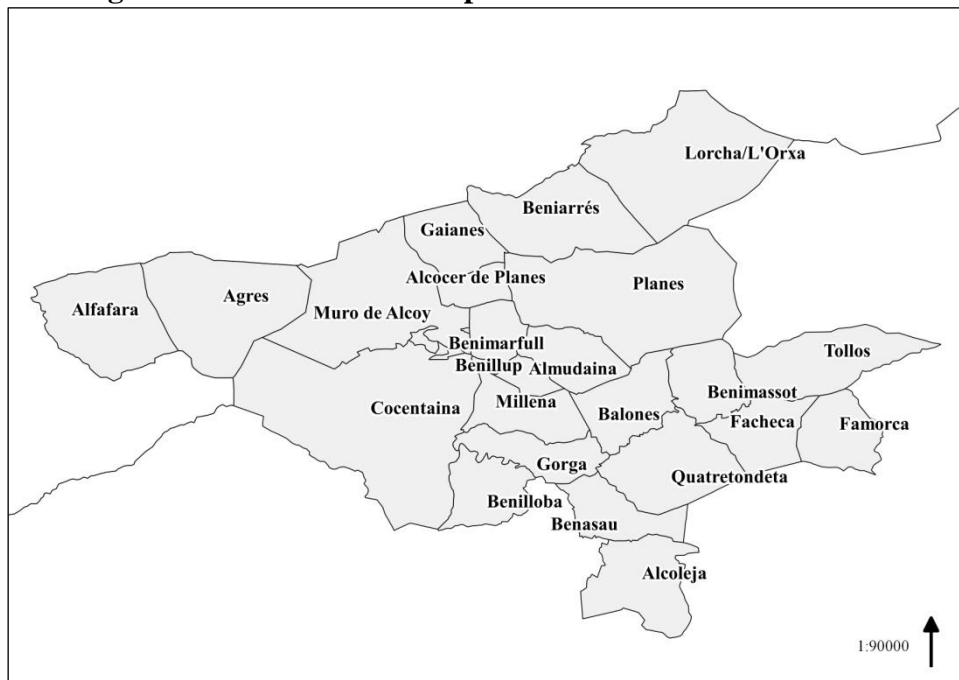 Lorcha/L'Orxa
Beniarrés
Gaianes
Alcocer de Planes
Planes
Agres
Alfafara
Muro de Alcoy
Benimarfull
Tollos
Benillup
Almudaina
Benimassot
Millena
Cocentaina
Balones
Facheca
Famorca
Gorga
Quatretondeta
Benilloba
Benasau
Alcoleja
1:90000